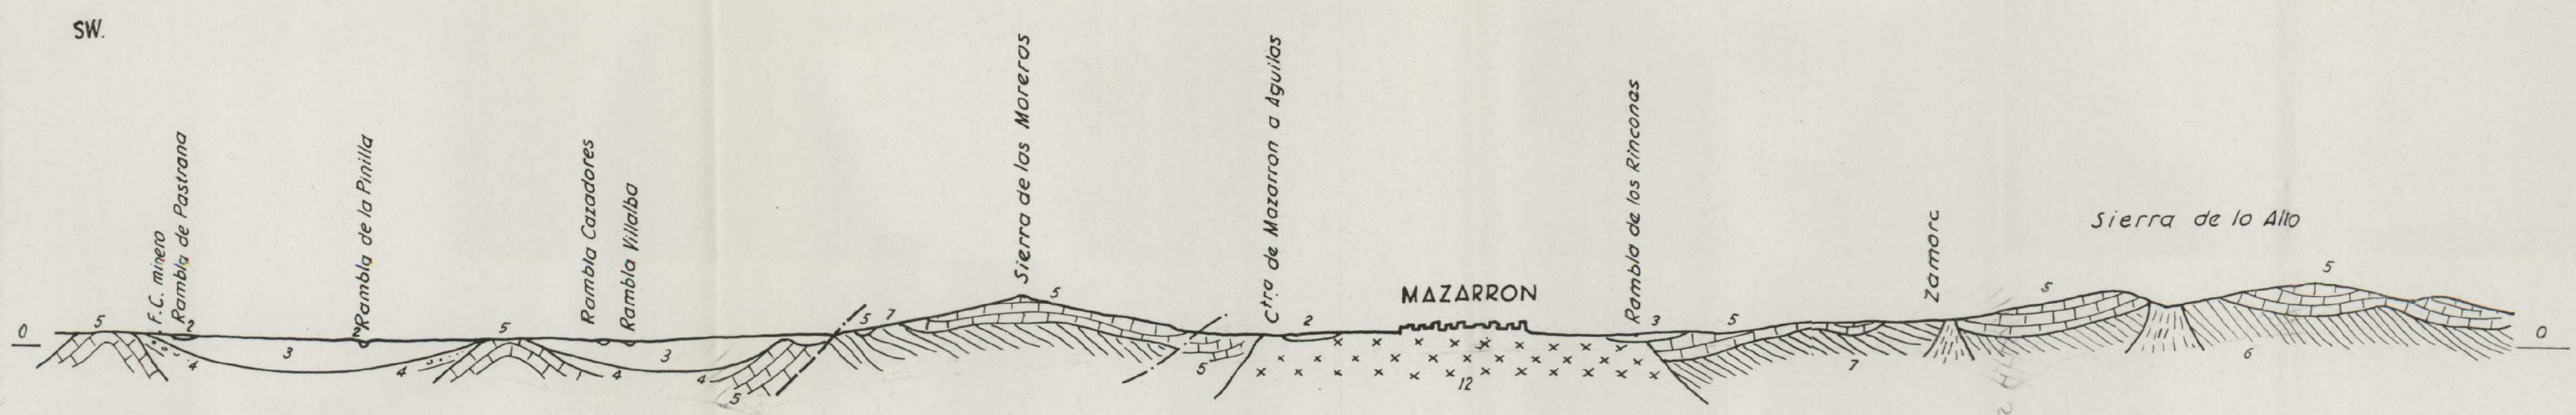 SW.
F.C. minero
Rambla de Pastrana
Rambla de la Pinilla
Rambla Cazadores
Rambla Villalba
Sierra de las Moreras
Ctra de Mazarron a Aguilas
MAZARRON
Rambla de los Rinconas
Zamarc
Sierra de lo Alto
0
5
2
4
3
2
4
5
4
3
4
5
5
7
5
5
2
12
3
5
7
5
6
5
0